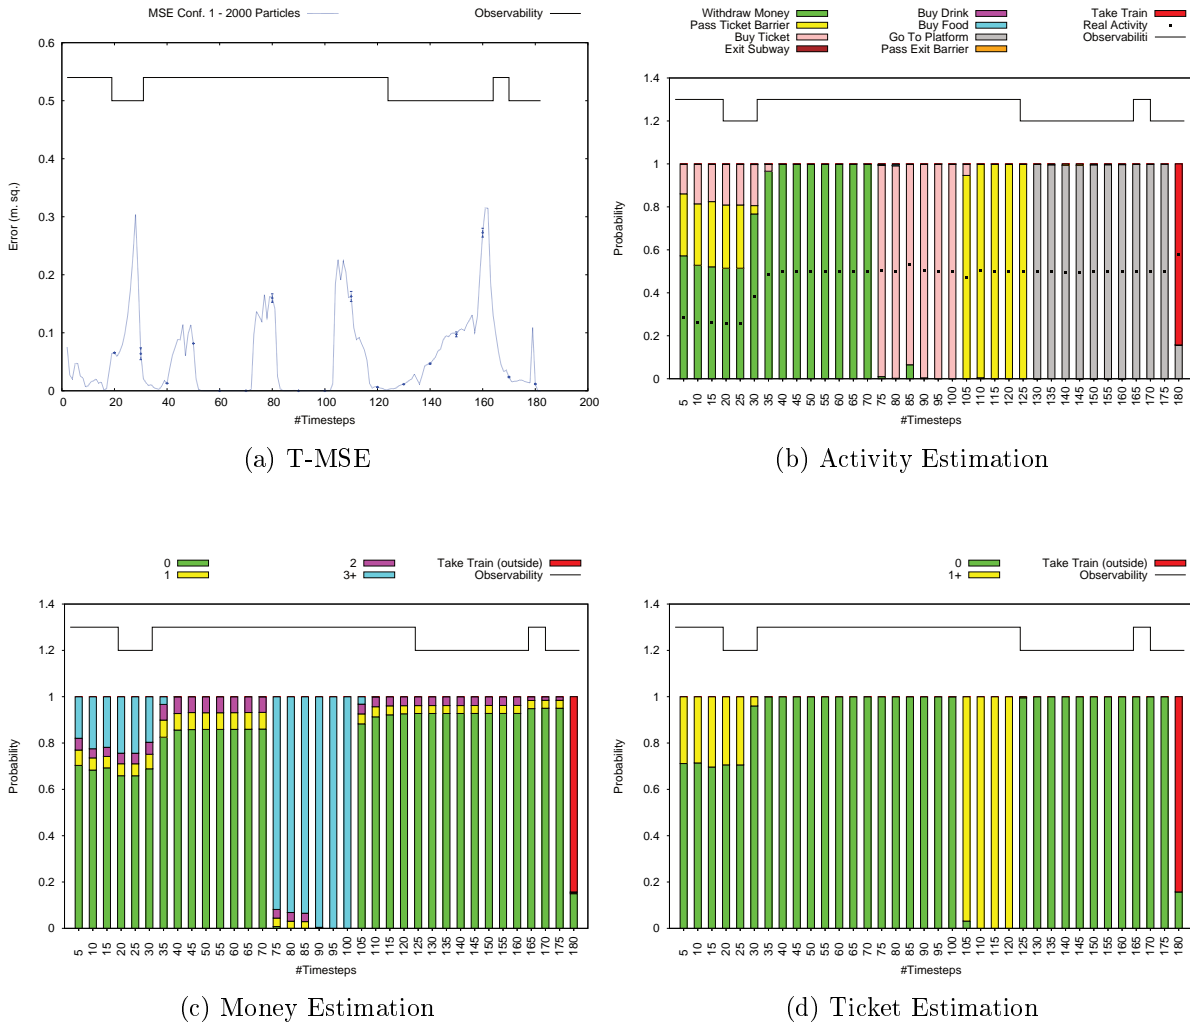 MSE Conf. 1 - 2000 Particles
Observability
0.6
0.5
0.4
0.3
0.2
0.1
0
Error (m. sq.)
0 20 40 60 80 100 120 140 160 180 200
#Timesteps
(a) T-MSE
Withdraw Money
Pass Ticket Barrier
Buy Ticket
Exit Subway
Buy Drink
Buy Food
Go To Platform
Pass Exit Barrier
Take Train
Real Activity
Observabiliti
1.4
1.2
1
0.8
0.6
0.4
0.2
0
Probability
5 10 15 20 25 30 35 40 45 50 55 60 65 70 75 80 85 90 95 100 105 110 115 120 125 130 135 140 145 150 155 160 165 170 175 180
#Timesteps
(b) Activity Estimation
0
1
2
3+
Take Train (outside)
Observability
1.4
1.2
1
0.8
0.6
0.4
0.2
0
Probability
5 10 15 20 25 30 35 40 45 50 55 60 65 70 75 80 85 90 95 100 105 110 115 120 125 130 135 140 145 150 155 160 165 170 175 180
#Timesteps
(c) Money Estimation
0
1+
Take Train (outside)
Observability
1.4
1.2
1
0.8
0.6
0.4
0.2
0
Probability
5 10 15 20 25 30 35 40 45 50 55 60 65 70 75 80 85 90 95 100 105 110 115 120 125 130 135 140 145 150 155 160 165 170 175 180
#Timesteps
(d) Ticket Estimation